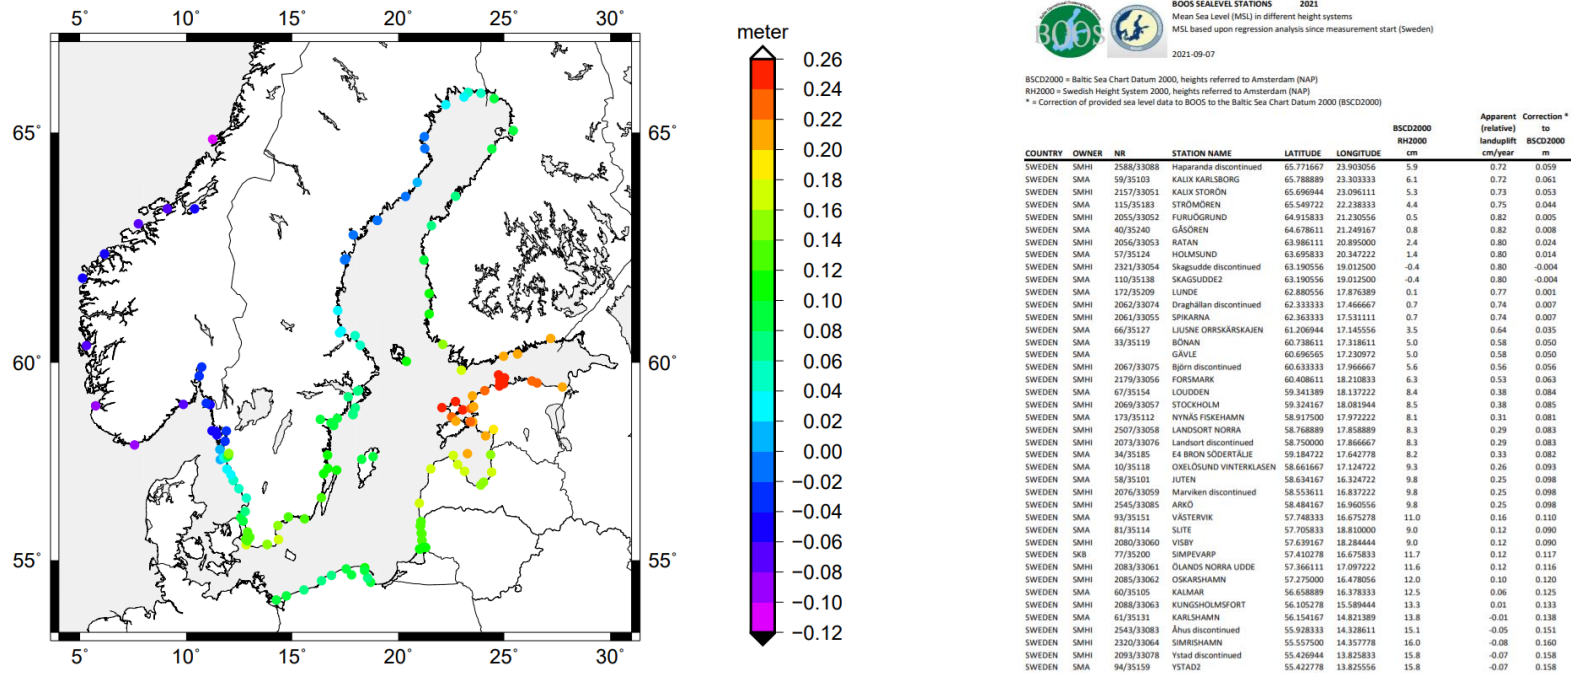 65°
60°
55°
5°
10°
15°
20°
25°
30°
65°
60°
55°
5°
10°
15°
20°
25°
30°
meter
0.26
0.24
0.22
0.20
0.18
0.16
0.14
0.12
0.10
0.08
0.06
0.04
0.02
0.00
−0.02
−0.04
−0.06
−0.08
−0.10
−0.12
BOOS
BOOS SEALEVEL STATIONS 2021
Mean Sea Level (MSL) in different height systems
MSL based upon regression analysis since measurement start (Sweden)
2021-09-07
BSCD2000 = Baltic Sea Chart Datum 2000, heights referred to Amsterdam (NAP)
RH2000 = Swedish Height System 2000, heights referred to Amsterdam (NAP)
* = Correction of provided sea level data to BOOS to the Baltic Sea Chart Datum 2000 (BSCD2000)
Apparent Correction *
BSCD2000 (relative) to
RH2000 landuplift BSCD2000
COUNTRY OWNER NR STATION NAME LATITUDE LONGITUDE cm cm/year m
SWEDEN SMHI 2588/33088 Haparanda discontinued 65.771667 23.903056 5.9 0.72 0.059
SWEDEN SMA 59/35103 KALIX KARLSBORG 65.788889 23.303333 6.1 0.72 0.061
SWEDEN SMHI 2157/33051 KALIX STORÖN 65.696944 23.096111 5.3 0.73 0.053
SWEDEN SMA 115/35183 STRÖMÖREN 65.549722 22.238333 4.4 0.75 0.044
SWEDEN SMHI 2055/33052 FURUÖGRUND 64.915833 21.230556 0.5 0.82 0.005
SWEDEN SMA 40/35240 GÅSÖREN 64.678611 21.249167 0.8 0.82 0.008
SWEDEN SMHI 2056/33053 RATAN 63.986111 20.895000 2.4 0.80 0.024
SWEDEN SMA 57/35124 HOLMSUND 63.695833 20.347222 1.4 0.80 0.014
SWEDEN SMHI 2321/33054 Skagsudde discontinued 63.190556 19.012500 -0.4 0.80 -0.004
SWEDEN SMA 110/35138 SKAGSUDDE2 63.190556 19.012500 -0.4 0.80 -0.004
SWEDEN SMA 172/35209 LUNDE 62.880556 17.876389 0.1 0.77 0.001
SWEDEN SMHI 2062/33074 Draghällan discontinued 62.333333 17.466667 0.7 0.74 0.007
SWEDEN SMHI 2061/33055 SPIKARNA 62.363333 17.531111 0.7 0.74 0.007
SWEDEN SMA 66/35127 LJUSNE ORRSKÄRSKAJEN 61.206944 17.145556 3.5 0.64 0.035
SWEDEN SMA 33/35119 BÖNAN 60.738611 17.318611 5.0 0.58 0.050
SWEDEN SMA GÄVLE 60.696565 17.230972 5.0 0.58 0.050
SWEDEN SMHI 2067/33075 Björn discontinued 60.633333 17.966667 5.6 0.56 0.056
SWEDEN SMHI 2179/33056 FORSMARK 60.408611 18.210833 6.3 0.53 0.063
SWEDEN SMA 67/35154 LOUDDEN 59.341389 18.137222 8.4 0.38 0.084
SWEDEN SMHI 2069/33057 STOCKHOLM 59.324167 18.081944 8.5 0.38 0.085
SWEDEN SMA 173/35112 NYNÄS FISKEHAMN 58.917500 17.972222 8.1 0.31 0.081
SWEDEN SMHI 2507/33058 LANDSORT NORRA 58.768889 17.858889 8.3 0.29 0.083
SWEDEN SMHI 2073/33076 Landsort discontinued 58.750000 17.866667 8.3 0.29 0.083
SWEDEN SMA 34/35185 E4 BRON SÖDERTÄLJE 59.184722 17.642778 8.2 0.33 0.082
SWEDEN SMA 10/35118 OXELÖSUND VINTERKLASEN 58.661667 17.124722 9.3 0.26 0.093
SWEDEN SMA 58/35101 JUTEN 58.634167 16.324722 9.8 0.25 0.098
SWEDEN SMHI 2076/33059 Marviken discontinued 58.553611 16.837222 9.8 0.25 0.098
SWEDEN SMHI 2545/33085 ARKÖ 58.484167 16.960556 9.8 0.25 0.098
SWEDEN SMA 93/35151 VÄSTERVIK 57.748333 16.675278 11.0 0.16 0.110
SWEDEN SMA 81/35114 SLITE 57.705833 18.810000 9.0 0.12 0.090
SWEDEN SMHI 2080/33060 VISBY 57.639167 18.284444 9.0 0.12 0.090
SWEDEN SKB 77/35200 SIMPEVARP 57.410278 16.675833 11.7 0.12 0.117
SWEDEN SMHI 2083/33061 ÖLANDS NORRA UDDE 57.366111 17.097222 11.6 0.12 0.116
SWEDEN SMHI 2085/33062 OSKARSHAMN 57.275000 16.478056 12.0 0.10 0.120
SWEDEN SMA 60/35105 KALMAR 56.658889 16.378333 12.5 0.06 0.125
SWEDEN SMHI 2088/33063 KUNGSHOLMSFORT 56.105278 15.589444 13.3 0.01 0.133
SWEDEN SMA 61/35131 KARLSHAMN 56.154167 14.821389 13.8 -0.01 0.138
SWEDEN SMHI 2543/33083 Åhus discontinued 55.928333 14.328611 15.1 -0.05 0.151
SWEDEN SMHI 2320/33064 SIMRISHAMN 55.557500 14.357778 16.0 -0.08 0.160
SWEDEN SMHI 2093/33078 Ystad discontinued 55.426944 13.825833 15.8 -0.07 0.158
SWEDEN SMA 94/35159 YSTAD2 55.422778 13.825556 15.8 -0.07 0.158